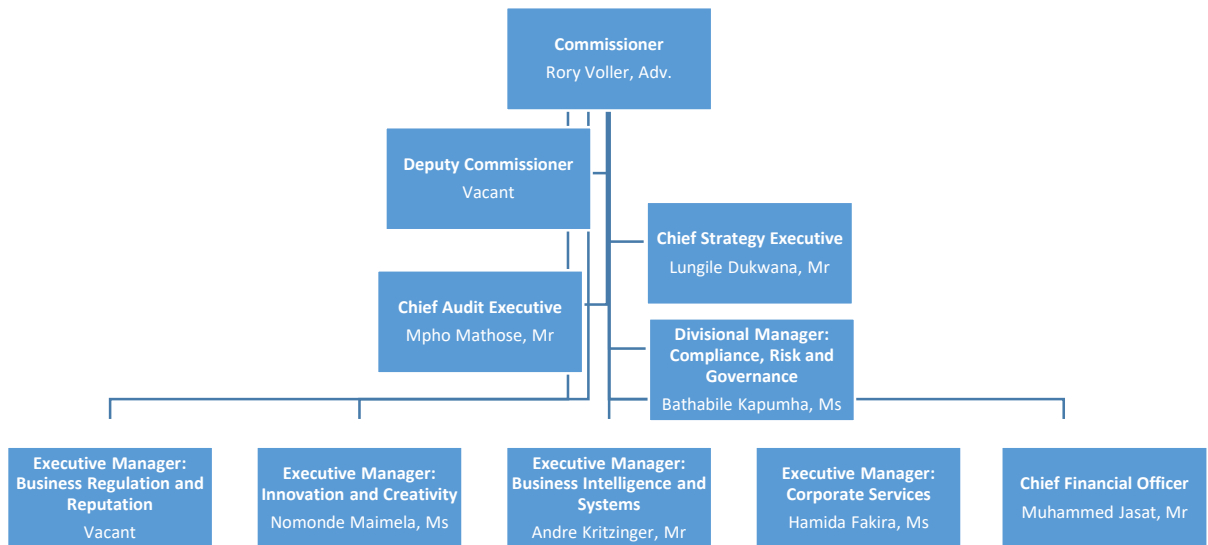 Commissioner
Rory Voller, Adv.
Deputy Commissioner
Vacant
Chief Strategy Executive
Lungile Dukwana, Mr
Chief Audit Executive
Mpho Mathose, Mr
Divisional Manager:
Compliance, Risk and
Governance
Bathabile Kapumha, Ms
Executive Manager:
Business Regulation and
Reputation
Vacant
Executive Manager:
Innovation and Creativity
Nomonde Maimela, Ms
Executive Manager:
Business Intelligence and
Systems
Andre Kritzinger, Mr
Executive Manager:
Corporate Services
Hamida Fakira, Ms
Chief Financial Officer
Muhammed Jasat, Mr